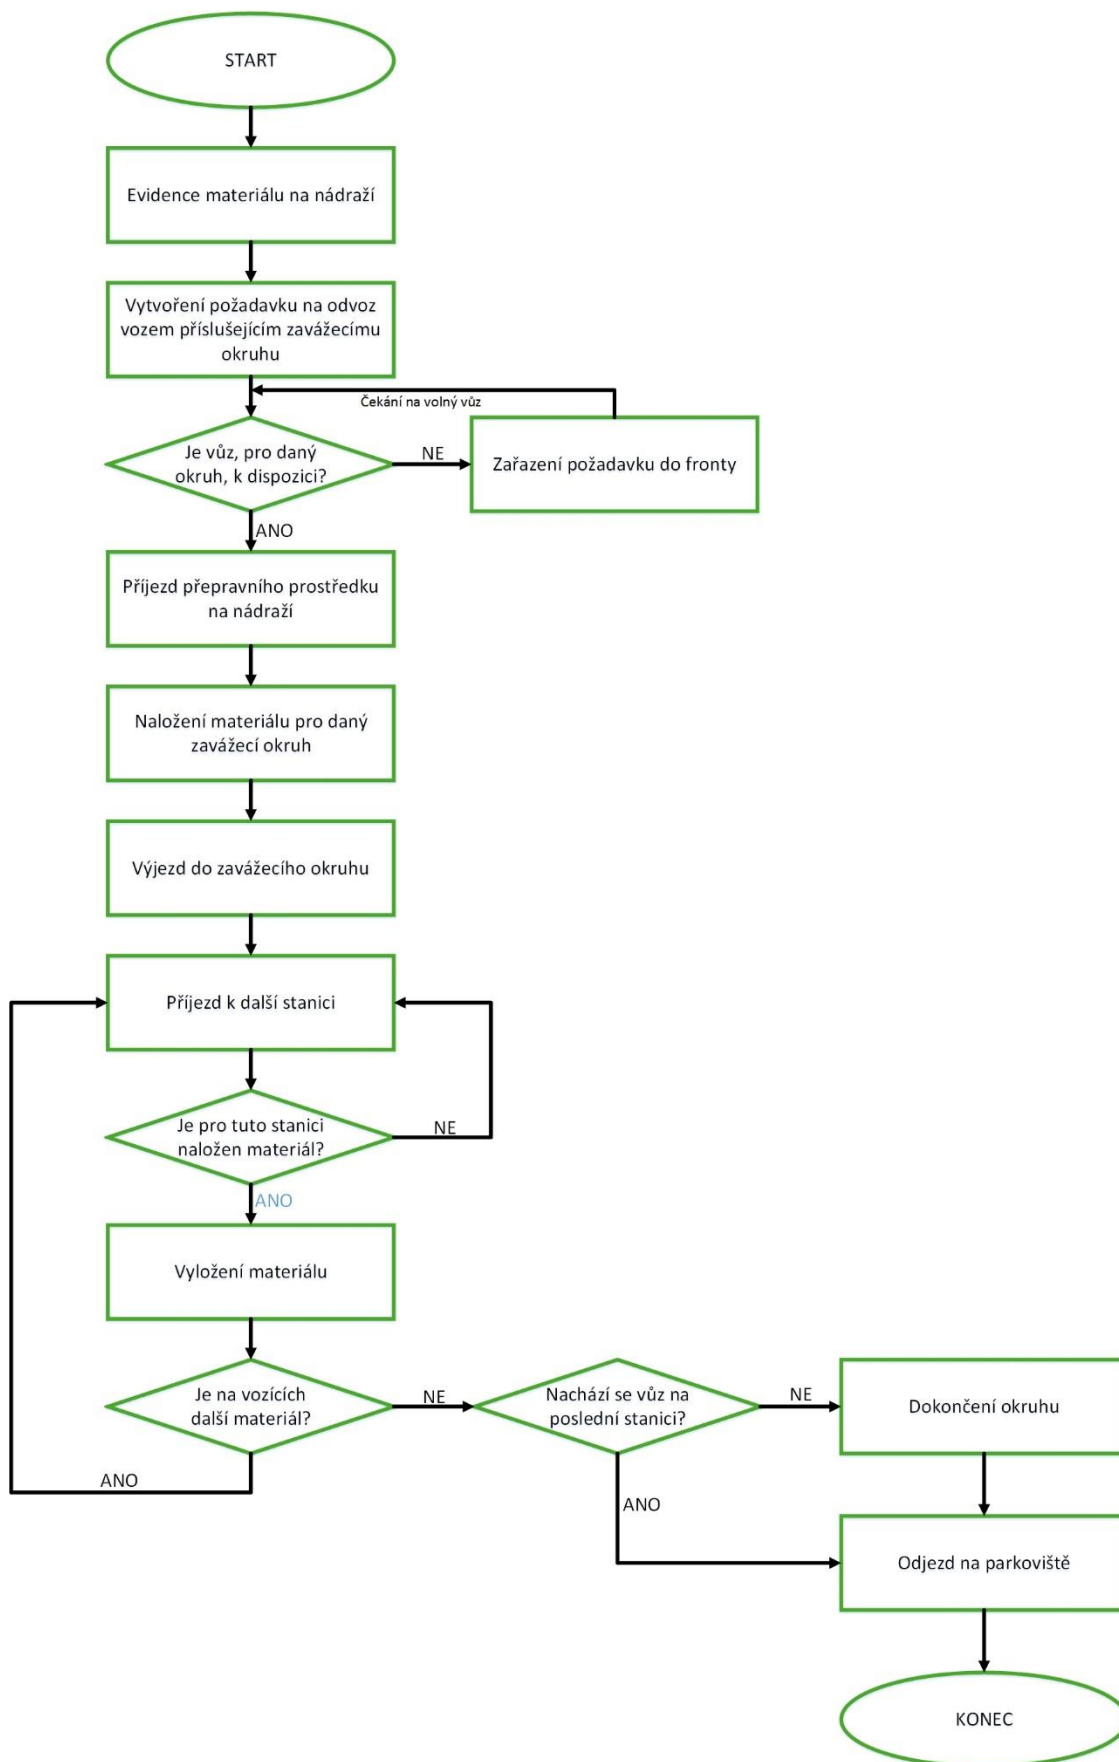 START
Evidence materiálu na nádraží
Vytvoření požadavku na odvoz
vozem příslušejícím zavážecímu
okruhu
Čekání na volný vůz
Je vůz, pro daný
okruh, k dispozici?
NE
Zařazení požadavku do fronty
ANO
Příjezd přepravního prostředku
na nádraží
Naložení materiálu pro daný
zavážecí okruh
Výjezd do zavážecího okruhu
Příjezd k další stanici
Je pro tuto stanici
naložen materiál?
NE
ANO
Vyložení materiálu
Je na vozících
další materiál?
NE
Nachází se vůz na
poslední stanici?
NE
Dokončení okruhu
ANO
ANO
Odjezd na parkoviště
KONEC